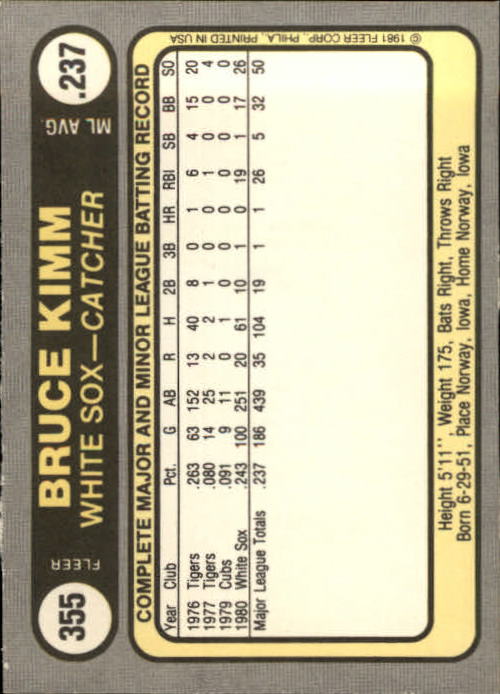 355
FLEER
BRUCE KIMM
WHITE SOX—CATCHER
ML AVG.
.237
COMPLETE MAJOR AND MINOR LEAGUE BATTING RECORD
Year Club Pct. G AB R H 2B 3B HR RBI SB BB SO
1976 Tigers .263 63 152 13 40 8 0 1 6 4 15 20
1977 Tigers .080 14 25 2 2 1 0 0 1 0 0 4
1979 Cubs .091 9 11 0 1 0 0 0 0 0 0 0
1980 White Sox .243 100 251 20 61 10 1 0 19 1 17 26
Major League Totals .237 186 439 35 104 19 1 1 26 5 32 50
Height 5'11'', Weight 175, Bats Right, Throws Right
Born 6-29-51, Place Norway, Iowa, Home Norway, Iowa
© 1981 FLEER CORP., PHILA., PRINTED IN USA